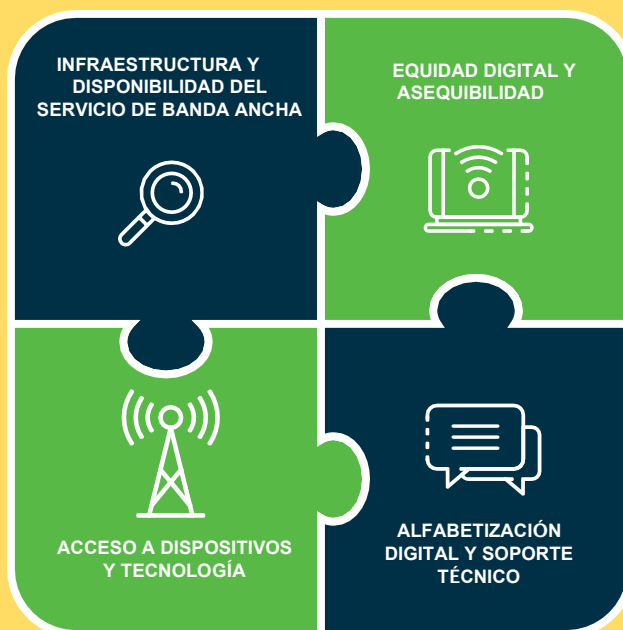 INFRAESTRUCTURA Y
DISPONIBILIDAD DEL
SERVICIO DE BANDA ANCHA
EQUIDAD DIGITAL Y
ASEQUIBILIDAD
ACCESO A DISPOSITIVOS
Y TECNOLOGÍA
ALFABETIZACIÓN
DIGITAL Y SOPORTE
TÉCNICO